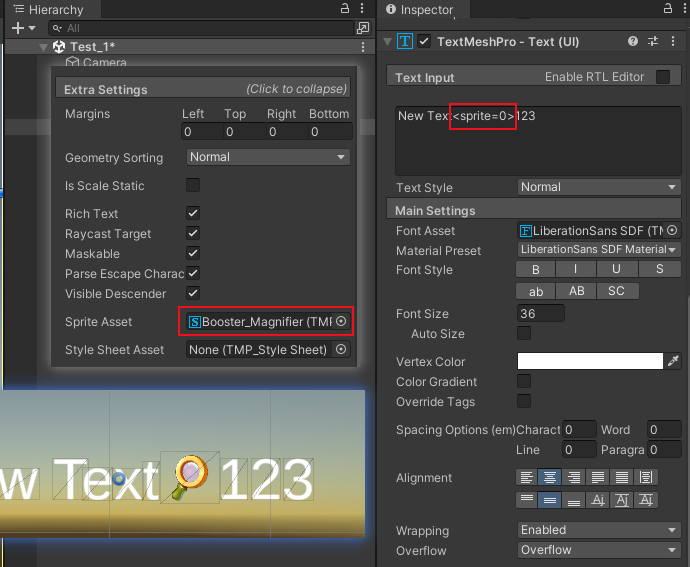 Hierarchy
All
Test_1*
Camera
Extra Settings (Click to collapse)
Margins Left Top Right Bottom
0 0 0 0
Geometry Sorting Normal
Is Scale Static
Rich Text
Raycast Target
Maskable
Parse Escape Charac
Visible Descender
Sprite Asset S Booster_Magnifier (TMP
Style Sheet Asset None (TMP_Style Sheet)
w Text 123
Inspector
T TextMeshPro - Text (UI)
Text Input Enable RTL Editor
New Text<sprite=0>123
Text Style Normal
Main Settings
Font Asset F LiberationSans SDF (TM
Material Preset LiberationSans SDF Material
Font Style B I U S
ab AB SC
Font Size 36
Auto Size
Vertex Color
Color Gradient
Override Tags
Spacing Options (em) Charact 0 Word 0
Line 0 Paragra 0
Alignment
Wrapping Enabled
Overflow Overflow